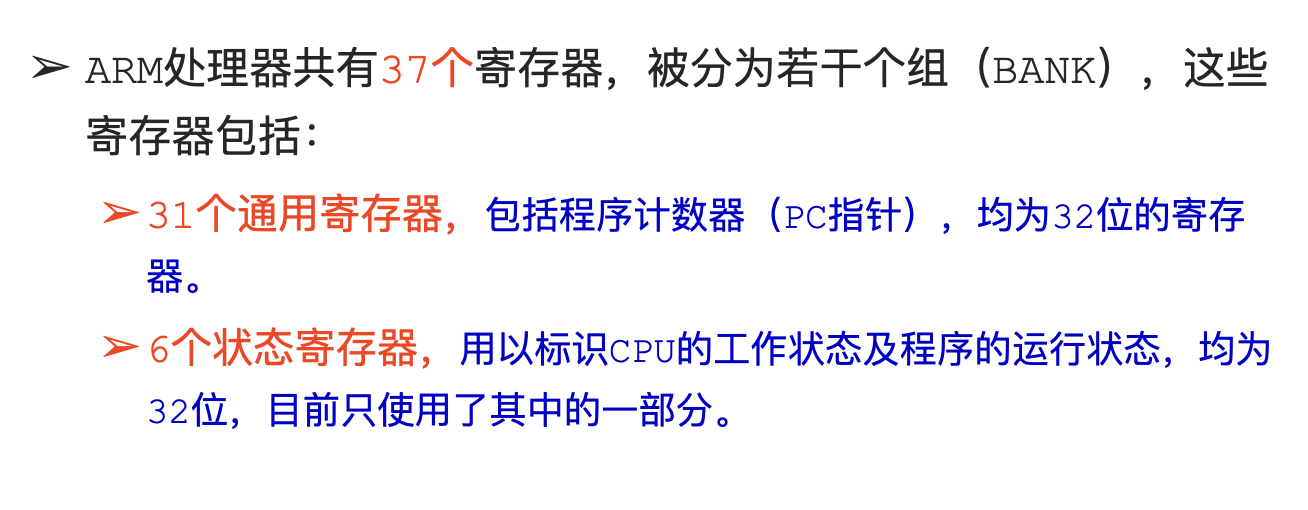 ➢ ARM处理器共有37个寄存器，被分为若干个组（BANK），这些
寄存器包括：
➢ 31个通用寄存器，包括程序计数器（PC指针），均为32位的寄存
器。
➢ 6个状态寄存器，用以标识CPU的工作状态及程序的运行状态，均为
32位，目前只使用了其中的一部分。